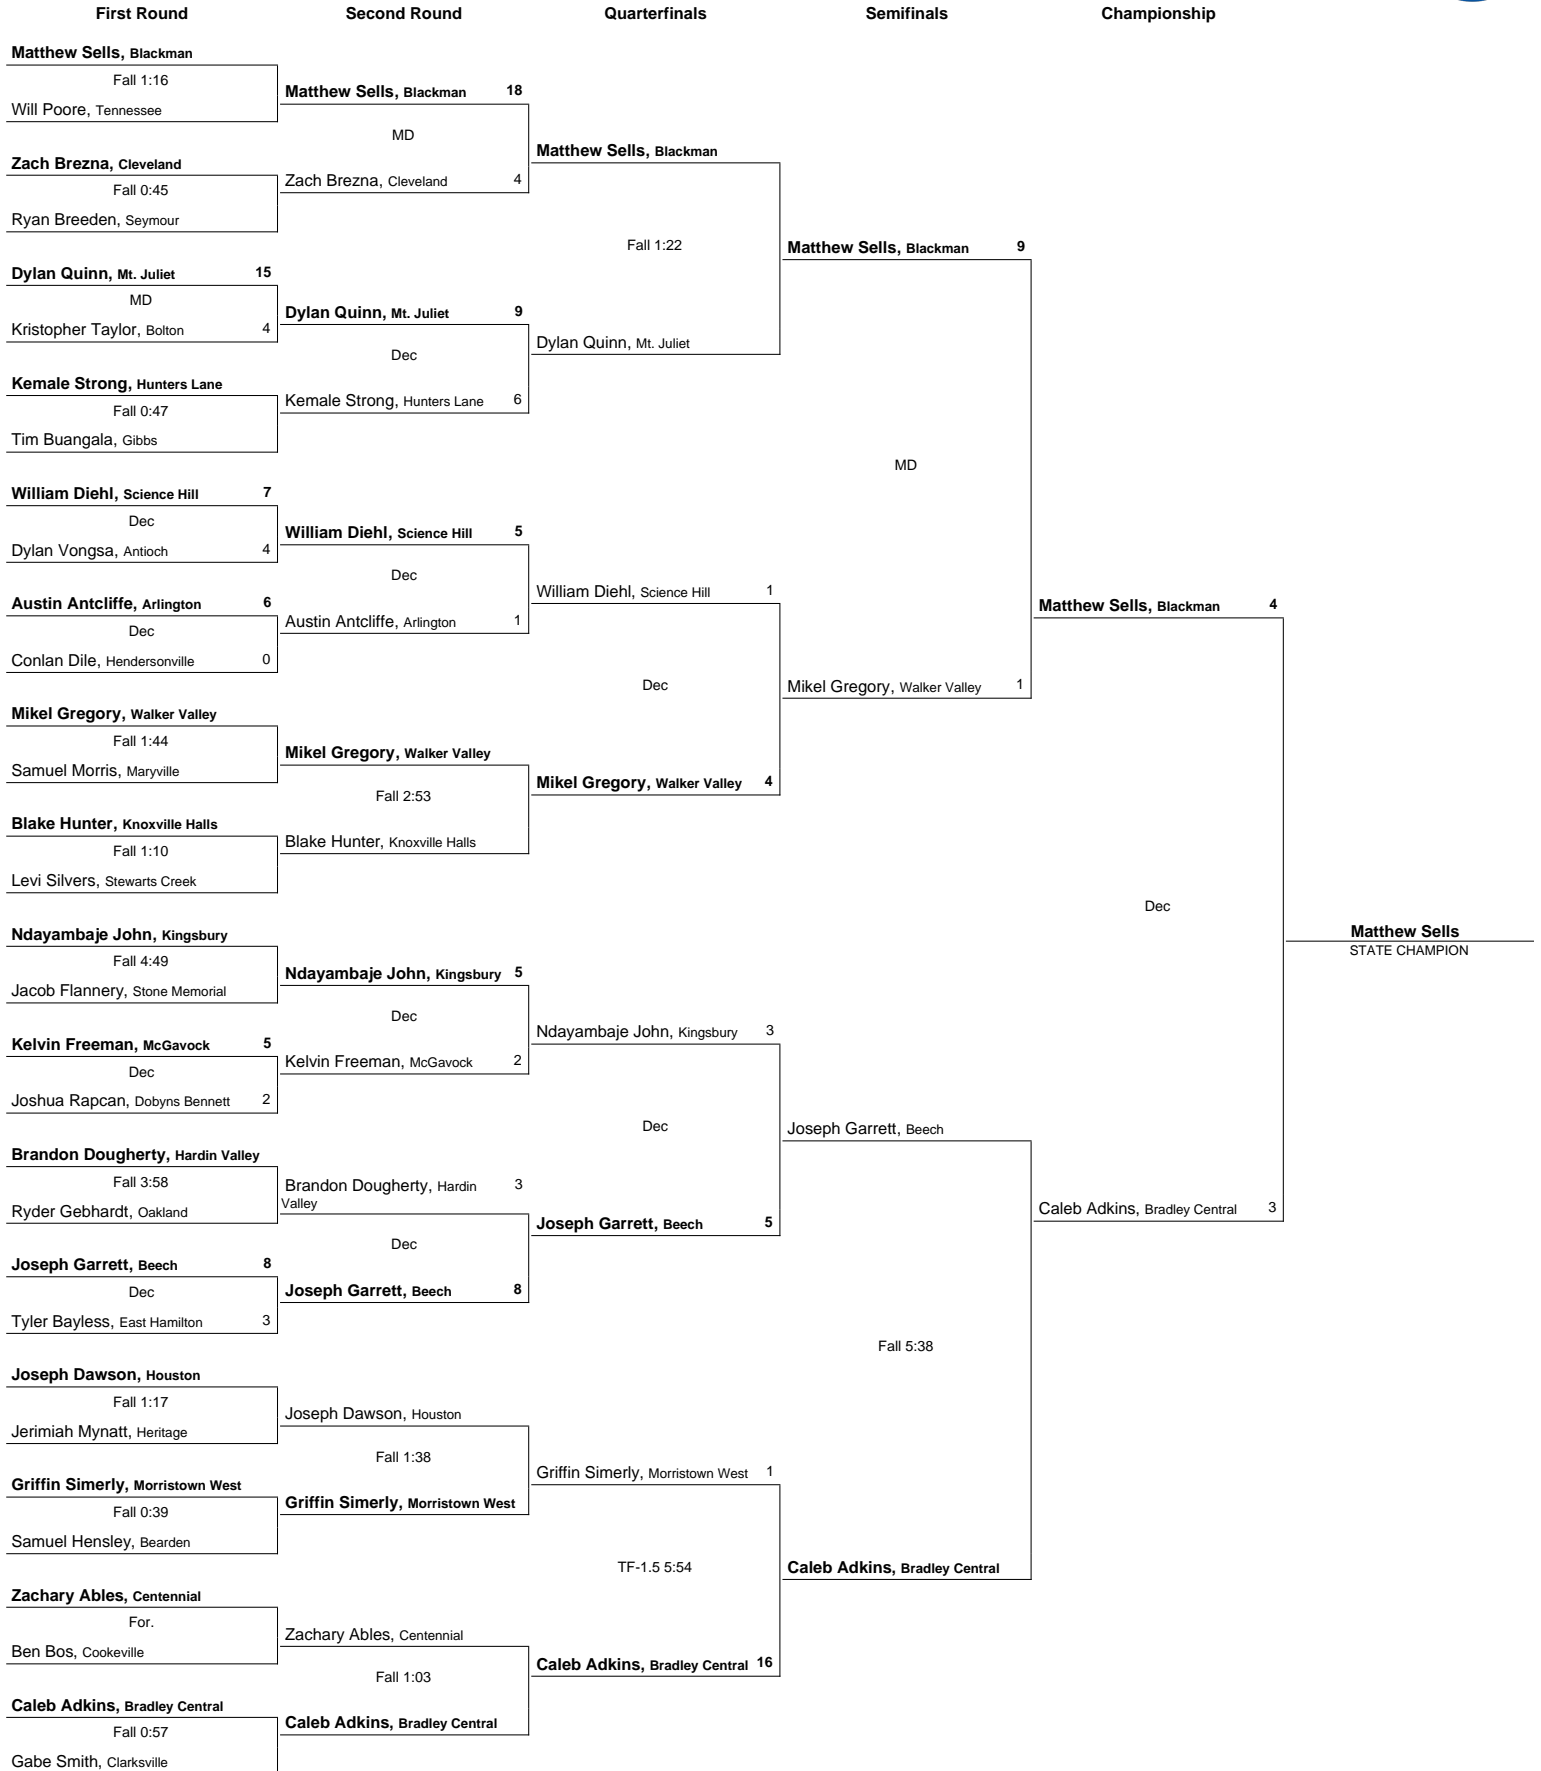 First Round
Second Round
Quarterfinals
Semifinals
Championship
Matthew Sells, Blackman
Fall 1:16
Will Poore, Tennessee
Zach Brezna, Cleveland
Fall 0:45
Ryan Breeden, Seymour
Dylan Quinn, Mt. Juliet 15
MD
Kristopher Taylor, Bolton 4
Kemale Strong, Hunters Lane
Fall 0:47
Tim Buangala, Gibbs
William Diehl, Science Hill 7
Dec
Dylan Vongsa, Antioch 4
Austin Antcliffe, Arlington 6
Dec
Conlan Dile, Hendersonville 0
Mikel Gregory, Walker Valley
Fall 1:44
Samuel Morris, Maryville
Blake Hunter, Knoxville Halls
Fall 1:10
Levi Silvers, Stewarts Creek
Ndayambaje John, Kingsbury
Fall 4:49
Jacob Flannery, Stone Memorial
Kelvin Freeman, McGavock 5
Dec
Joshua Rapcan, Dobyns Bennett 2
Brandon Dougherty, Hardin Valley
Fall 3:58
Ryder Gebhardt, Oakland
Joseph Garrett, Beech 8
Dec
Tyler Bayless, East Hamilton 3
Joseph Dawson, Houston
Fall 1:17
Jerimiah Mynatt, Heritage
Griffin Simerly, Morristown West
Fall 0:39
Samuel Hensley, Bearden
Zachary Ables, Centennial
For.
Ben Bos, Cookeville
Caleb Adkins, Bradley Central
Fall 0:57
Gabe Smith, Clarksville
Matthew Sells, Blackman 18
MD
Zach Brezna, Cleveland 4
Dylan Quinn, Mt. Juliet 9
Dec
Kemale Strong, Hunters Lane 6
William Diehl, Science Hill 5
Dec
Austin Antcliffe, Arlington 1
Mikel Gregory, Walker Valley
Fall 2:53
Blake Hunter, Knoxville Halls
Ndayambaje John, Kingsbury 5
Dec
Kelvin Freeman, McGavock 2
Brandon Dougherty, Hardin 3
Valley
Dec
Joseph Garrett, Beech 8
Joseph Dawson, Houston
Fall 1:38
Griffin Simerly, Morristown West
Zachary Ables, Centennial
Fall 1:03
Caleb Adkins, Bradley Central
Matthew Sells, Blackman
Fall 1:22
Dylan Quinn, Mt. Juliet
William Diehl, Science Hill 1
Dec
Mikel Gregory, Walker Valley 4
Ndayambaje John, Kingsbury 3
Dec
Joseph Garrett, Beech 5
Griffin Simerly, Morristown West 1
TF-1.5 5:54
Caleb Adkins, Bradley Central 16
Matthew Sells, Blackman 9
MD
Mikel Gregory, Walker Valley 1
Joseph Garrett, Beech
Fall 5:38
Caleb Adkins, Bradley Central
Matthew Sells, Blackman 4
Dec
Caleb Adkins, Bradley Central 3
Matthew Sells
STATE CHAMPION